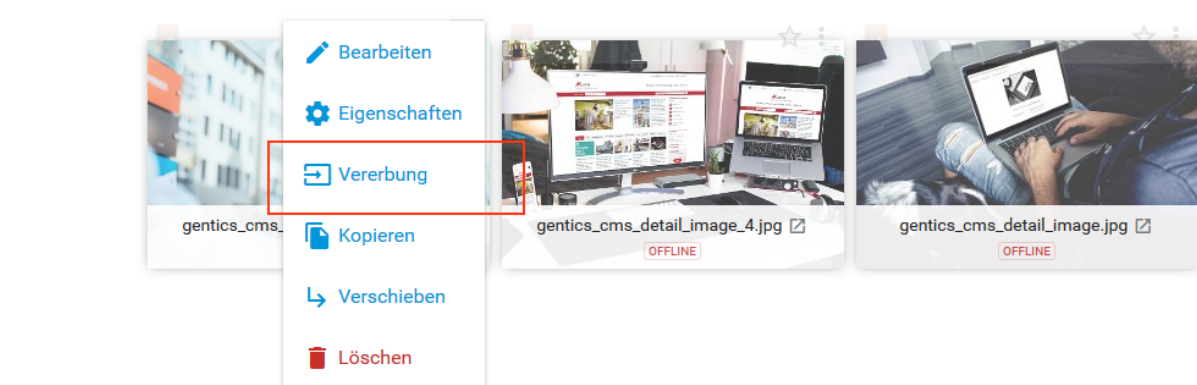 Bearbeiten
Eigenschaften
Vererbung
Kopieren
Verschieben
Löschen
gentics_cms_
gentics_cms_detail_image_4.jpg
OFFLINE
gentics_cms_detail_image.jpg
OFFLINE